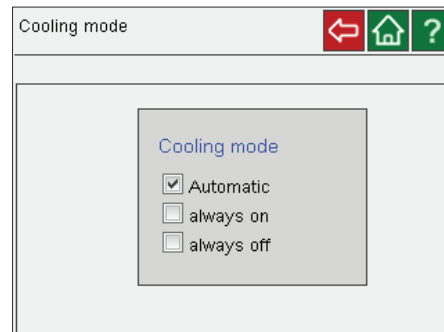 Cooling mode
?
Cooling mode
Automatic
always on
always off